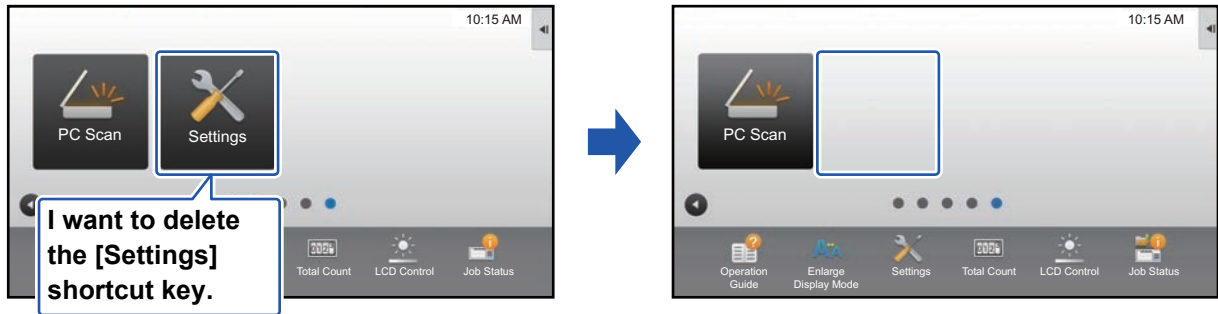 10:15 AM
PC Scan
Settings
I want to delete
the [Settings]
shortcut key.
Total Count
LCD Control
Job Status
10:15 AM
PC Scan
Operation
Guide
Enlarge
Display Mode
Settings
Total Count
LCD Control
Job Status